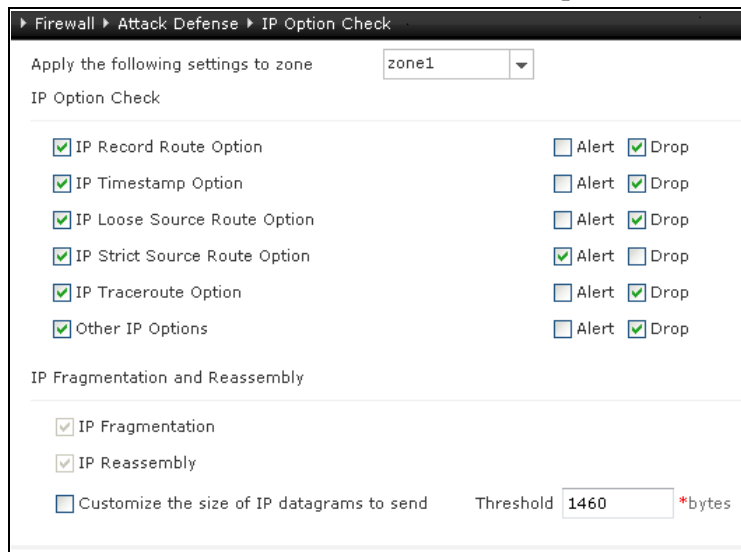 Firewall Attack Defense IP Option Check
Apply the following settings to zone zone1
IP Option Check
IP Record Route Option Alert Drop
IP Timestamp Option Alert Drop
IP Loose Source Route Option Alert Drop
IP Strict Source Route Option Alert Drop
IP Traceroute Option Alert Drop
Other IP Options Alert Drop
IP Fragmentation and Reassembly
IP Fragmentation
IP Reassembly
Customize the size of IP datagrams to send Threshold 1460 *bytes